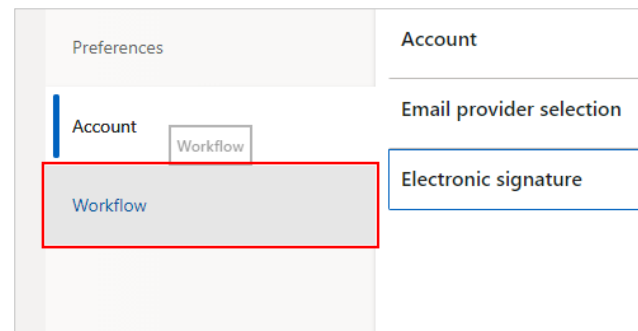 Preferences
Account
Workflow
Workflow
Account
Email provider selection
Electronic signature